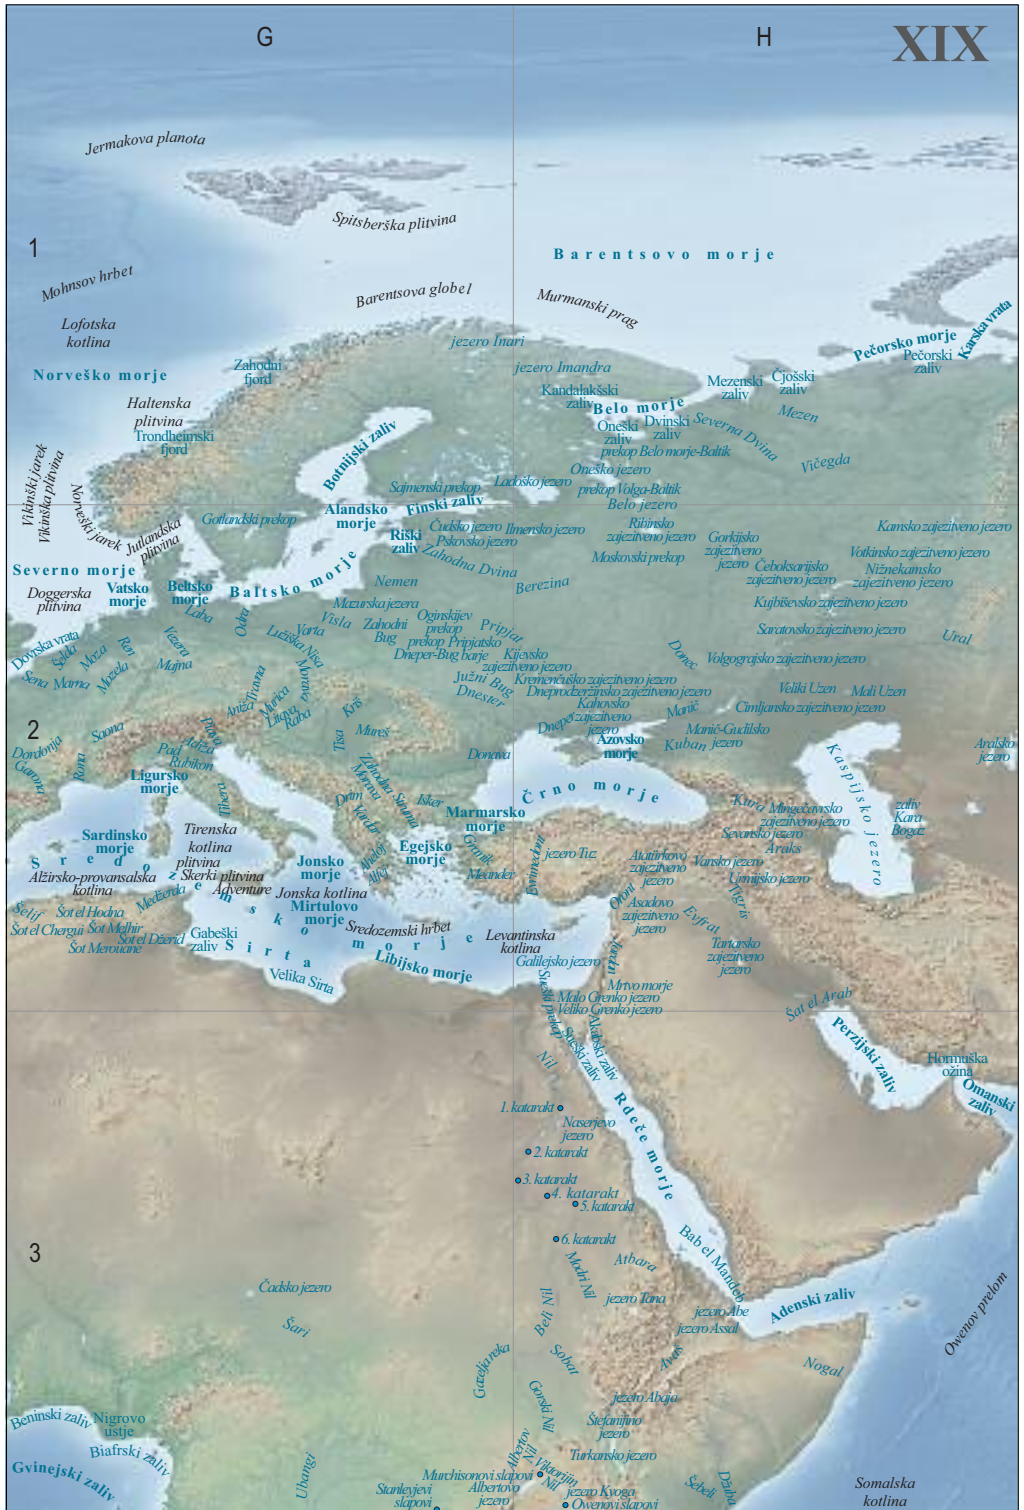 G
H
XIX
Jermakova planota
Spitsberška plitvina
1
Barentsovo morje
Mohnsov hrbet
Barentsova globel
Murmanski prag
Lofotska
kotlina
Karska vrata
Pečorsko morje
jezero Inari
Pečorski
zaliv
Zahodni
fjord
jezero Imandra
Norveško morje
Mezenski
zaliv
Čjošski
zaliv
Kandalakšski
zaliv
Belo morje
Haltenska
plitvina
Mezen
Oneški
zaliv
Dvinski
zaliv
Severna Dvina
Trondheimski
fjord
Botnijski zaliv
prekop Belo morje-Baltik
Vičegda
Vikinški jarek
Vikinška plitvina
Norveški jarek
Oneško jezero
Ladoško jezero
Sajmenski prekop
prekop Volga-Baltik
Finski zaliv
Belo jezero
Alandsko
morje
Gotlandski prekop
Jutlandska
plitvina
Čudsko jezero
Ilmensko jezero
Ribinsko
zajezitveno jezero
Kamsko zajezitveno jezero
Riški
zaliv
Pskovsko jezero
Gorkijsko
zajezitveno
jezero
Zahodna Dvina
Moskovski prekop
Votkinsko zajezitveno jezero
Severno morje
Čeboksarijsko
zajezitveno jezero
Nižnekamsko
zajezitveno jezero
Doggerska
plitvina
Vatsko
morje
Beltsko
morje
Baltsko morje
Nemen
Berezina
Mazurska jezera
Kujbiševsko zajezitveno jezero
Laba
Odra
Visla
Varta
Zahodni
Bug
Oginskijev
prekop
Pripjat
Saratovsko zajezitveno jezero
Ural
Dovrska vrata
Šelda
Moza
Ren
Vezera
Majna
Lužiška Nisa
prekop
Dneper-Bug
Pripjatsko
barje
Kijevsko
zajezitveno jezero
Donec
Volgograjsko zajezitveno jezero
Sena
Marna
Mozela
Vltava
Morava
Južni Bug
Kremenčuško zajezitveno jezero
Dnester
Dneprodzeržinsko zajezitveno jezero
Veliki Uzen
Mali Uzen
Aniža
Murica
Litava
Raba
Kriš
Kahovsko
zajezitveno
jezero
Manič
Cimljansko zajezitveno jezero
2
Saona
Piava
Mureš
Dneper
Manič-Gudilsko
jezero
Dordonja
Garona
Rona
Adiža
Pad
Rubikon
Tisa
Donava
Azovsko
morje
Kuban
Kaspijsko jezero
Aralsko
jezero
Ligursko
morje
Zahodna
Morava
Struma
Isker
Črno morje
Tibera
Drim
Vardar
Marmarsko
morje
Kura
Mingečavrsko
zajezitveno jezero
zaliv
Kara
Bogaz
Sardinsko
morje
Tirenska
kotlina
Egejsko
morje
Granik
Sevansko jezero
Sredozemsko morje
plitvina
Skerki
plitvina
Adventure
Jonsko
morje
Aheloj
Alfej
Evrimedont
jezero Tuz
Atatürkovo
zajezitveno
jezero
Araks
Vansko jezero
Alžirsko-provansalska
kotlina
Jonska kotlina
Meander
Urmijsko jezero
Medžerda
Mirtulovo
morje
Oront
Asadovo
zajezitveno
jezero
Tigris
Šelif
Šot el Hodna
Šot el Chergui
Šot Melhir
Šot el Džerid
Šot Merouane
Gabeški
zaliv
Sredozemski hrbet
Evfrat
Levantinska
kotlina
Tartarsko
zajezitveno
jezero
Sirta
Libijsko morje
Jordan
Galilejsko jezero
Velika Sirta
Mrtvo morje
Sueški prekop
Malo Grenko jezero
Veliko Grenko jezero
Šat el Arab
Sueški zaliv
Akabski zaliv
Perzijski zaliv
Nil
Hormuška
ožina
Omanski
zaliv
1. katarakt
Naserjevo
jezero
Rdeče morje
2. katarakt
3. katarakt
4. katarakt
5. katarakt
6. katarakt
3
Bab el Mandeb
Modri Nil
Atbara
Čadsko jezero
Beli Nil
jezero Tana
jezero Abe
Adenski zaliv
Owenov prelom
Šari
jezero Assal
Gazeljareka
Sobat
Avaš
Nogal
Gorski Nil
jezero Abaja
Beninski zaliv
Nigrovo
ustje
Štefanijino
jezero
Biafrski zaliv
Ubangi
Albertov
Nil
Turkansko jezero
Gvinejski zaliv
Murchisonovi slapovi
Viktorijin
Nil
Stanleyjevi
slapovi
Albertovo
jezero
jezero Kyoga
Owenovi slapovi
Šebeli
Džuba
Somalska
kotlina